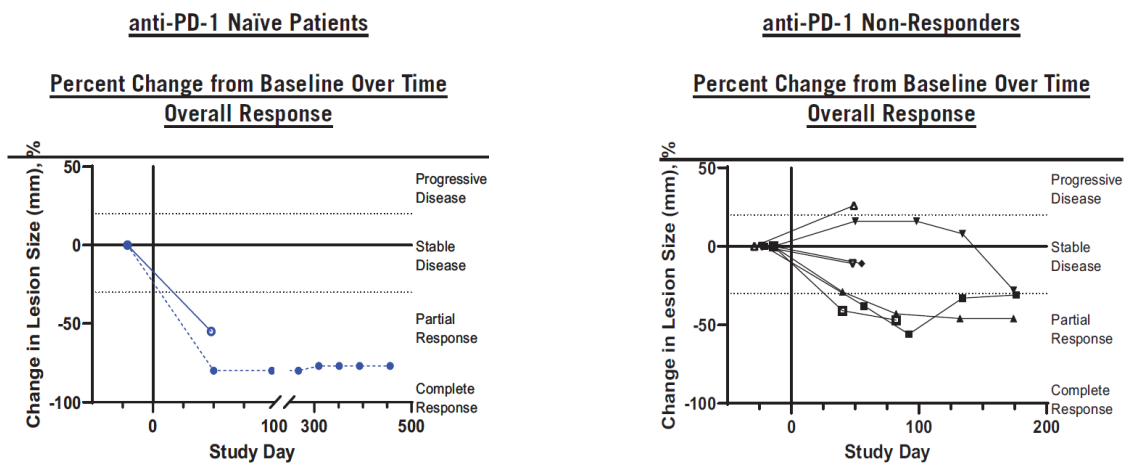 anti-PD-1 Naïve Patients
Percent Change from Baseline Over Time
Overall Response
Change in Lesion Size (mm), %
50
0
-50
-100
Progressive
Disease
Stable
Disease
Partial
Response
Complete
Response
0
100
300
500
Study Day
anti-PD-1 Non-Responders
Percent Change from Baseline Over Time
Overall Response
Change in Lesion Size (mm), %
50
0
-50
-100
Progressive
Disease
Stable
Disease
Partial
Response
Complete
Response
0
100
200
Study Day